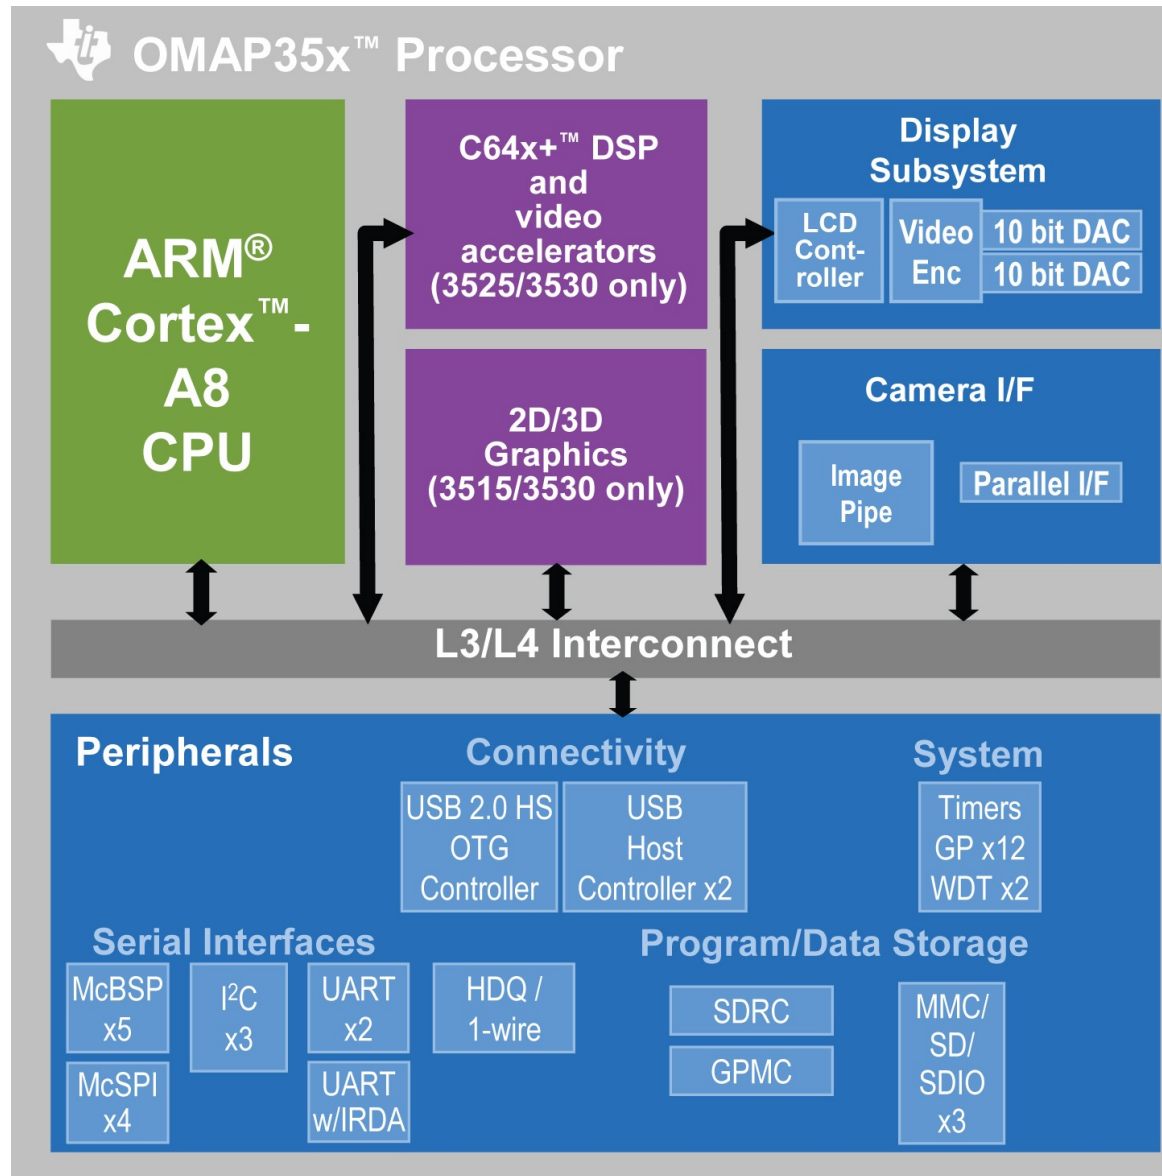 OMAP35x™ Processor
ARM®
Cortex™-
A8
CPU
C64x+™ DSP
and
video
accelerators
(3525/3530 only)
2D/3D
Graphics
(3515/3530 only)
Display
Subsystem
LCD
Cont-
roller
Video
Enc
10 bit DAC
10 bit DAC
Camera I/F
Image
Pipe
Parallel I/F
L3/L4 Interconnect
Peripherals
Connectivity
USB 2.0 HS
OTG
Controller
USB
Host
Controller x2
System
Timers
GP x12
WDT x2
Serial Interfaces
McBSP
x5
I²C
x3
UART
x2
HDQ /
1-wire
McSPI
x4
UART
w/IRDA
Program/Data Storage
SDRC
GPMC
MMC/
SD/
SDIO
x3